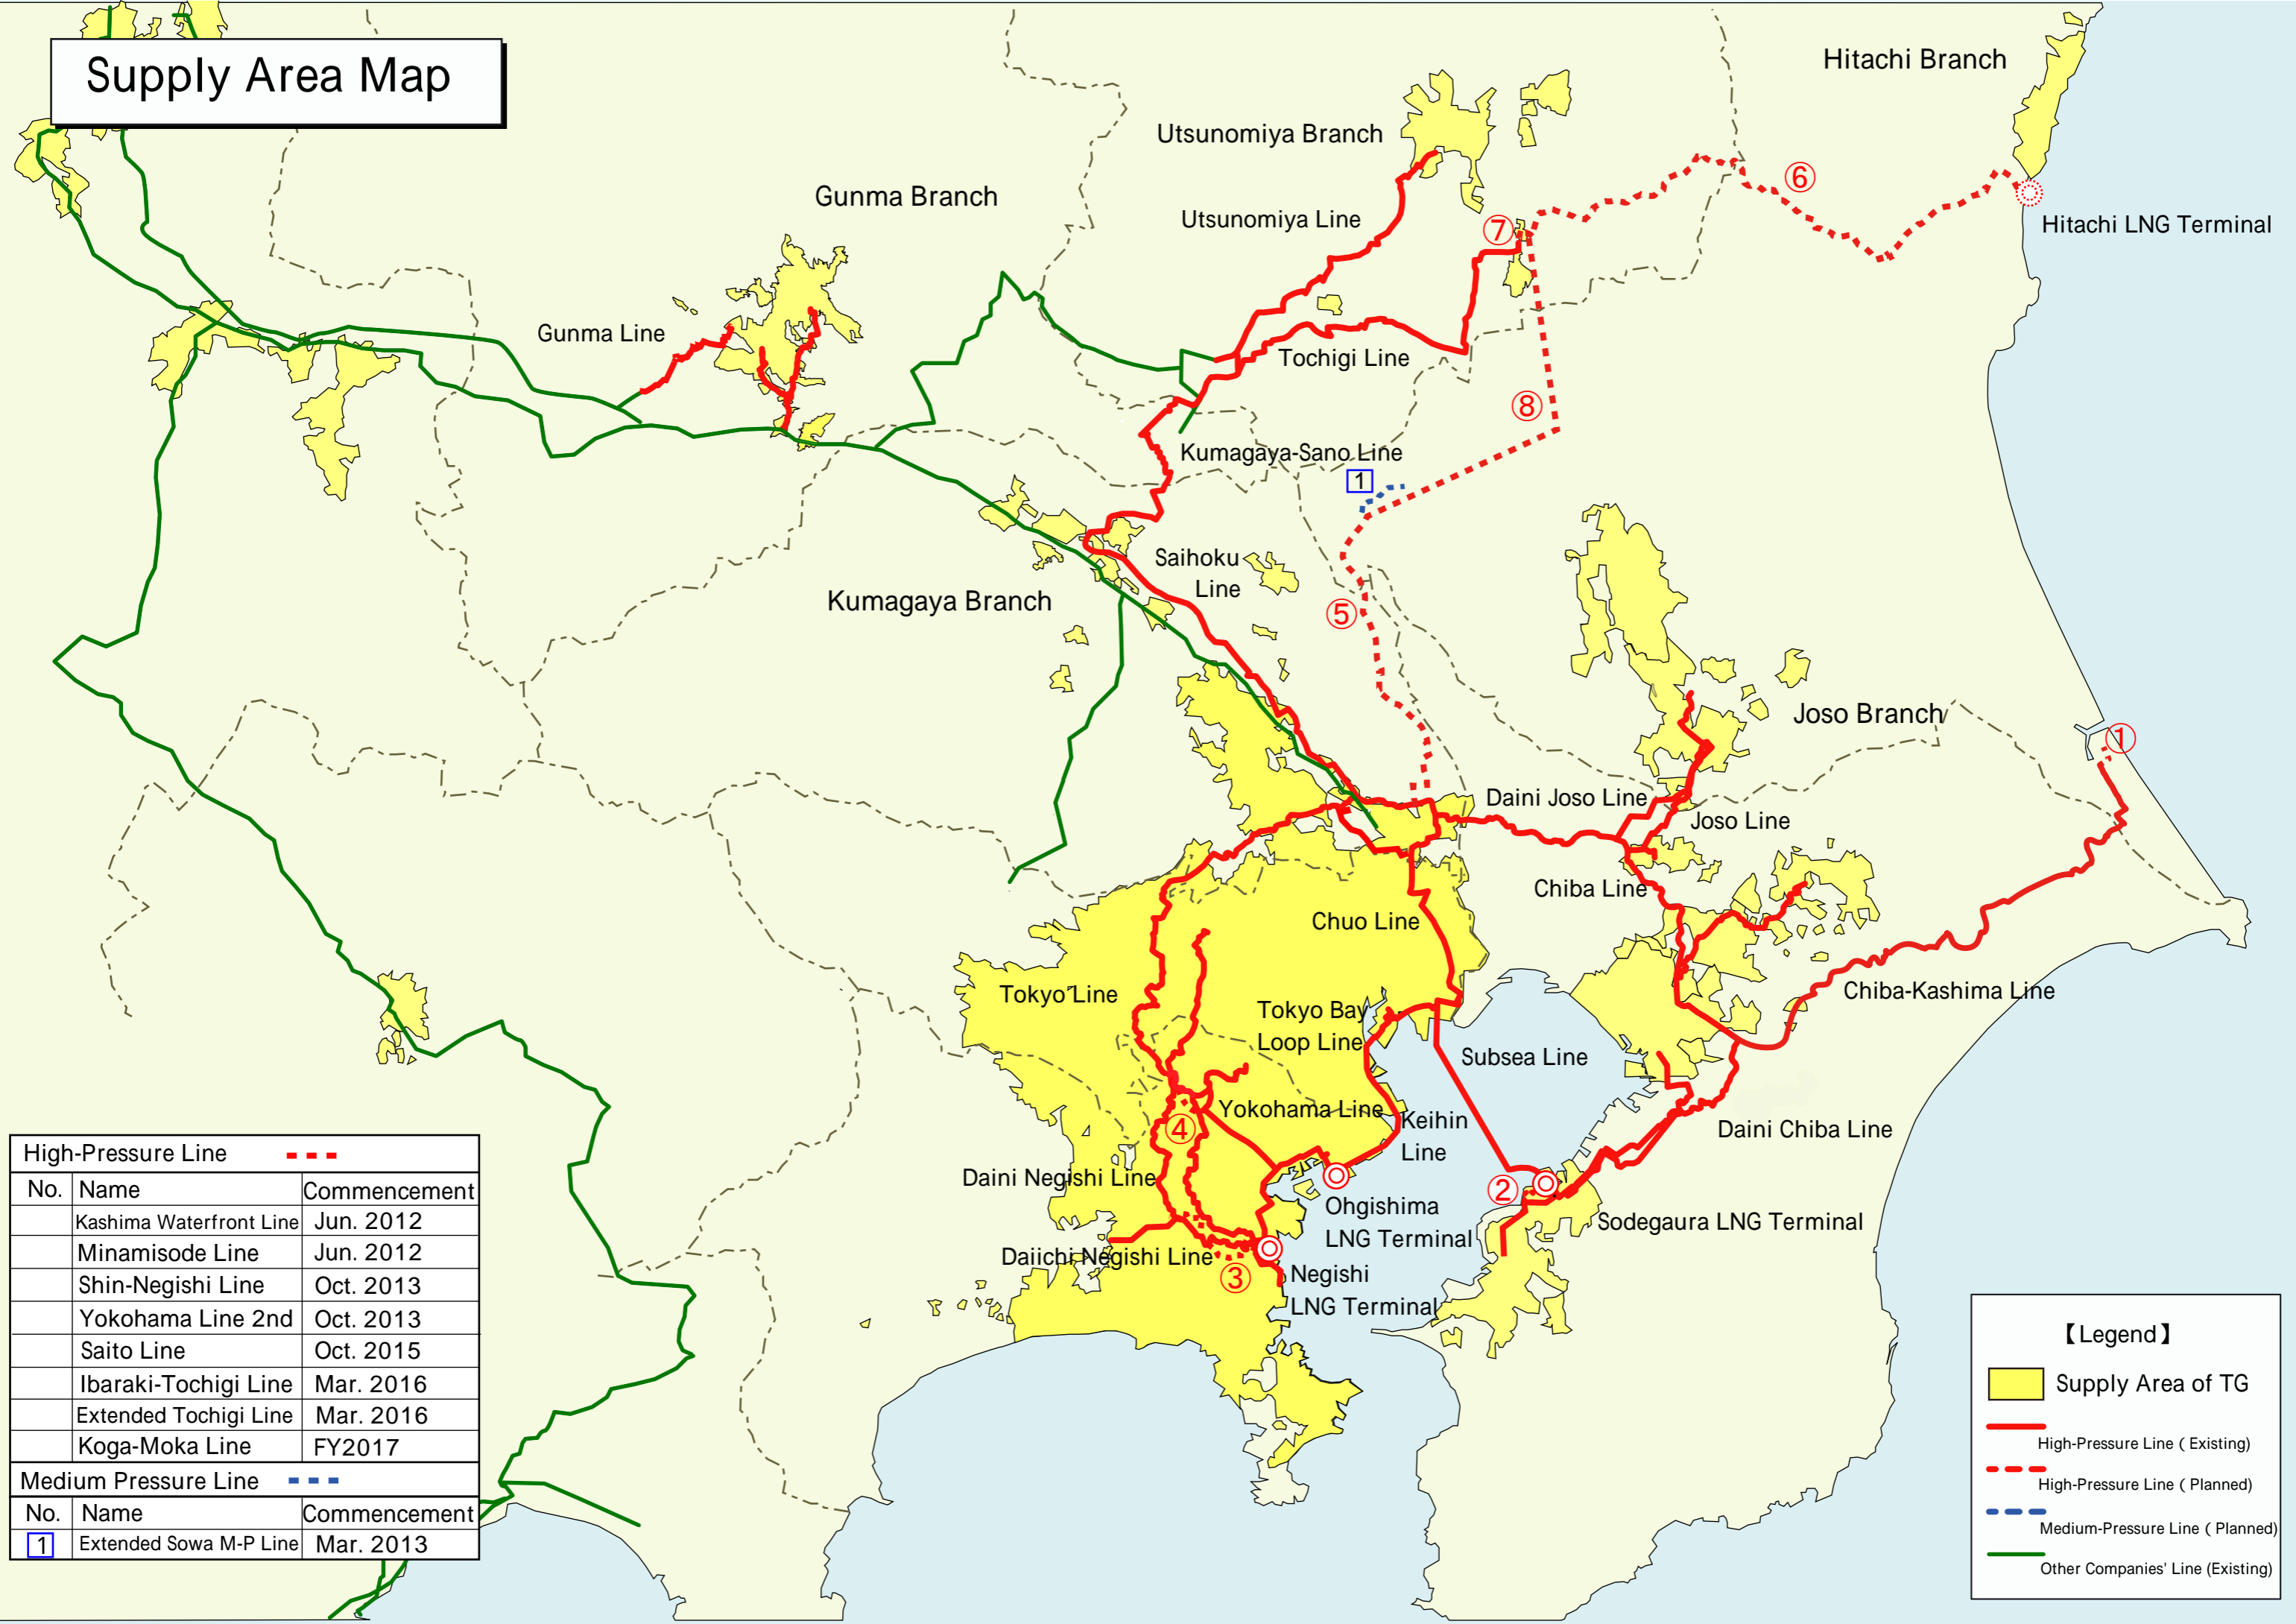 Supply Area Map
Hitachi Branch
Utsunomiya Branch
⑥
Gunma Branch
Utsunomiya Line
⑦
Hitachi LNG Terminal
Gunma Line
Tochigi Line
⑧
Kumagaya-Sano Line
1
Saihoku
Line
Kumagaya Branch
⑤
Joso Branch
①
Daini Joso Line
Joso Line
Chiba Line
Chuo Line
Tokyo Line
Chiba-Kashima Line
Tokyo Bay
Loop Line
Subsea Line
Yokohama Line
④
Keihin
Line
Daini Chiba Line
Daini Negishi Line
②
Ohgishima
LNG Terminal
Sodegaura LNG Terminal
Daiichi Negishi Line
③
Negishi
LNG Terminal
High-Pressure Line
No. Name Commencement
Kashima Waterfront Line Jun. 2012
Minamisode Line Jun. 2012
Shin-Negishi Line Oct. 2013
Yokohama Line 2nd Oct. 2013
Saito Line Oct. 2015
Ibaraki-Tochigi Line Mar. 2016
Extended Tochigi Line Mar. 2016
Koga-Moka Line FY2017
Medium Pressure Line
No. Name Commencement
1 Extended Sowa M-P Line Mar. 2013
【Legend】
Supply Area of TG
High-Pressure Line ( Existing)
High-Pressure Line ( Planned)
Medium-Pressure Line ( Planned)
Other Companies' Line (Existing)